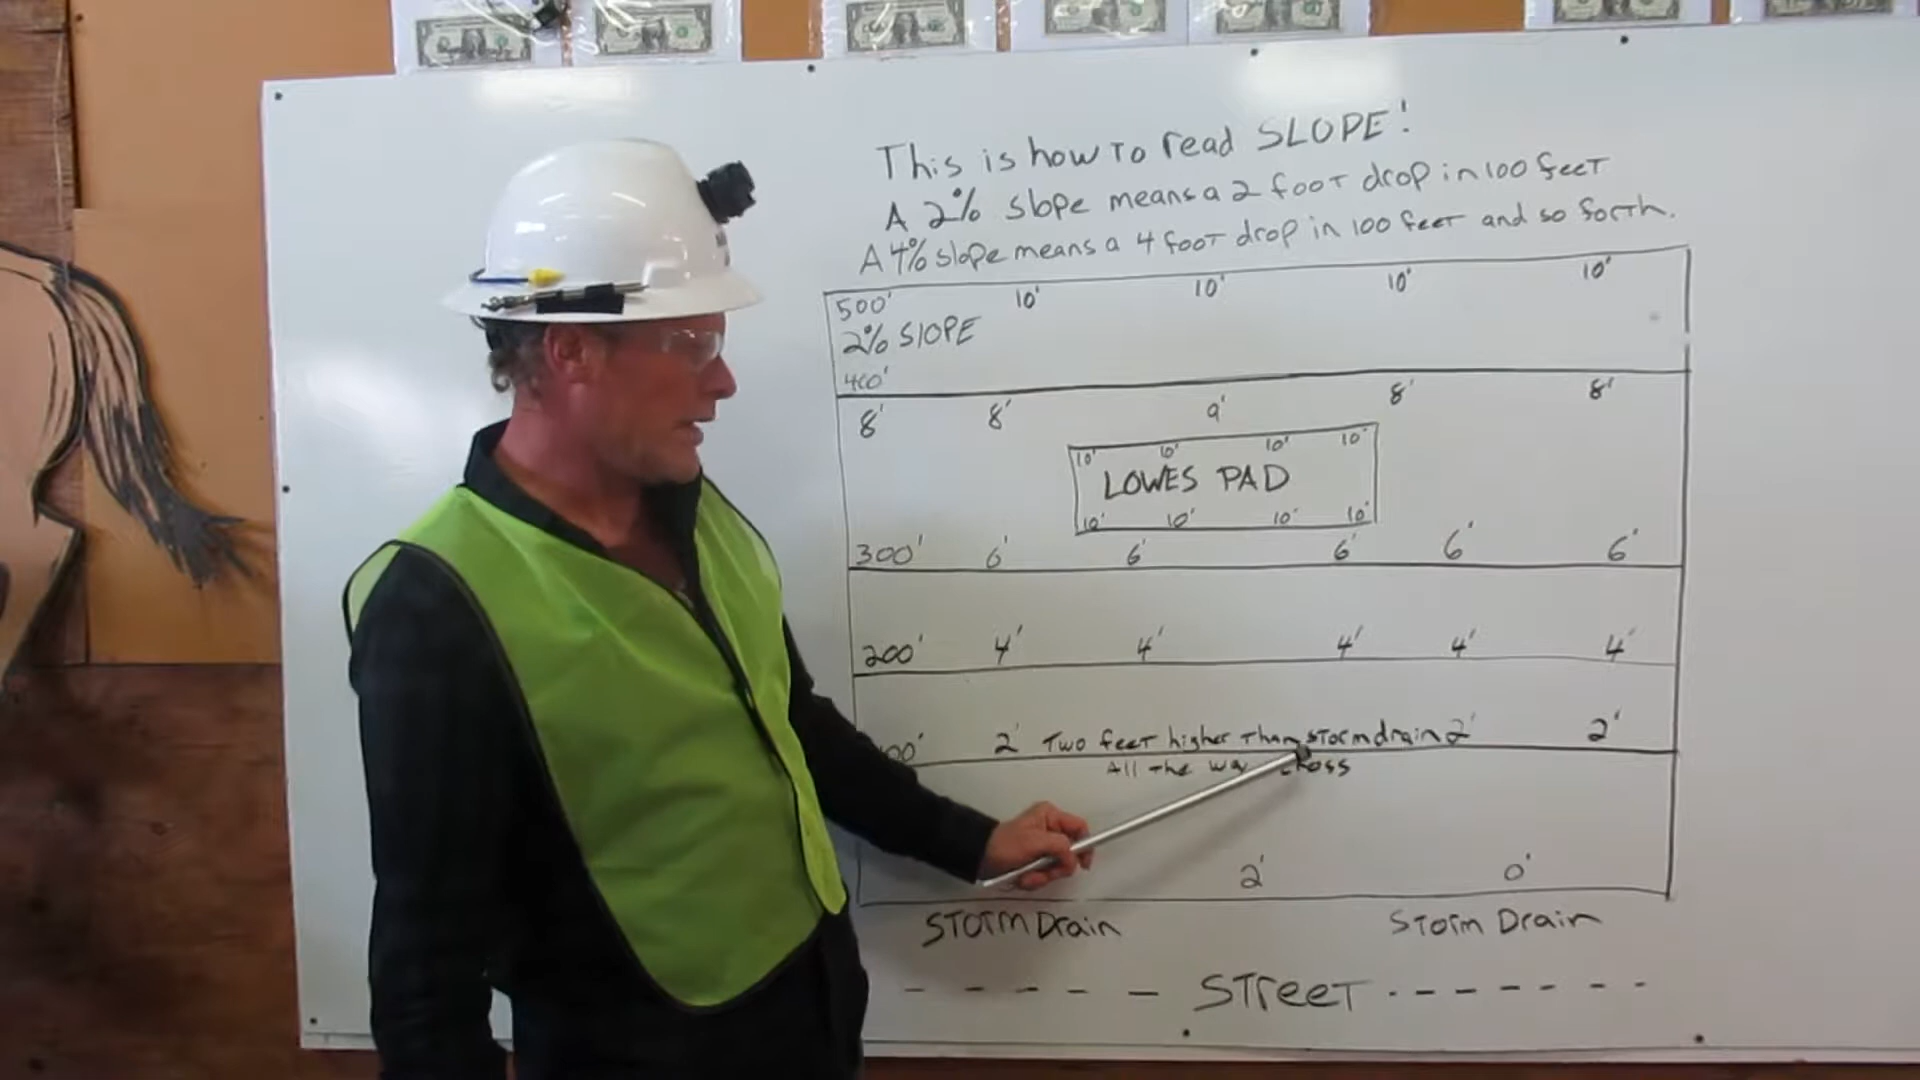 This is how To read SLOPE!
A 2% slope means a 2 foot drop in 100 feet
A 4% slope means a 4 foot drop in 100 feet and so forth.
500' 10' 10' 10' 10'
2% SLOPE
400'
8' 8' 9' 8' 8'
10' 10' 10' 10'
LOWES PAD
10' 10' 10' 10'
300' 6' 6' 6' 6' 6'
200' 4' 4' 4' 4' 4'
00' 2' Two feet higher Than stormdrain 2' 2'
All the way cross
2' 0'
STORM Drain STorm Drain
STreeT